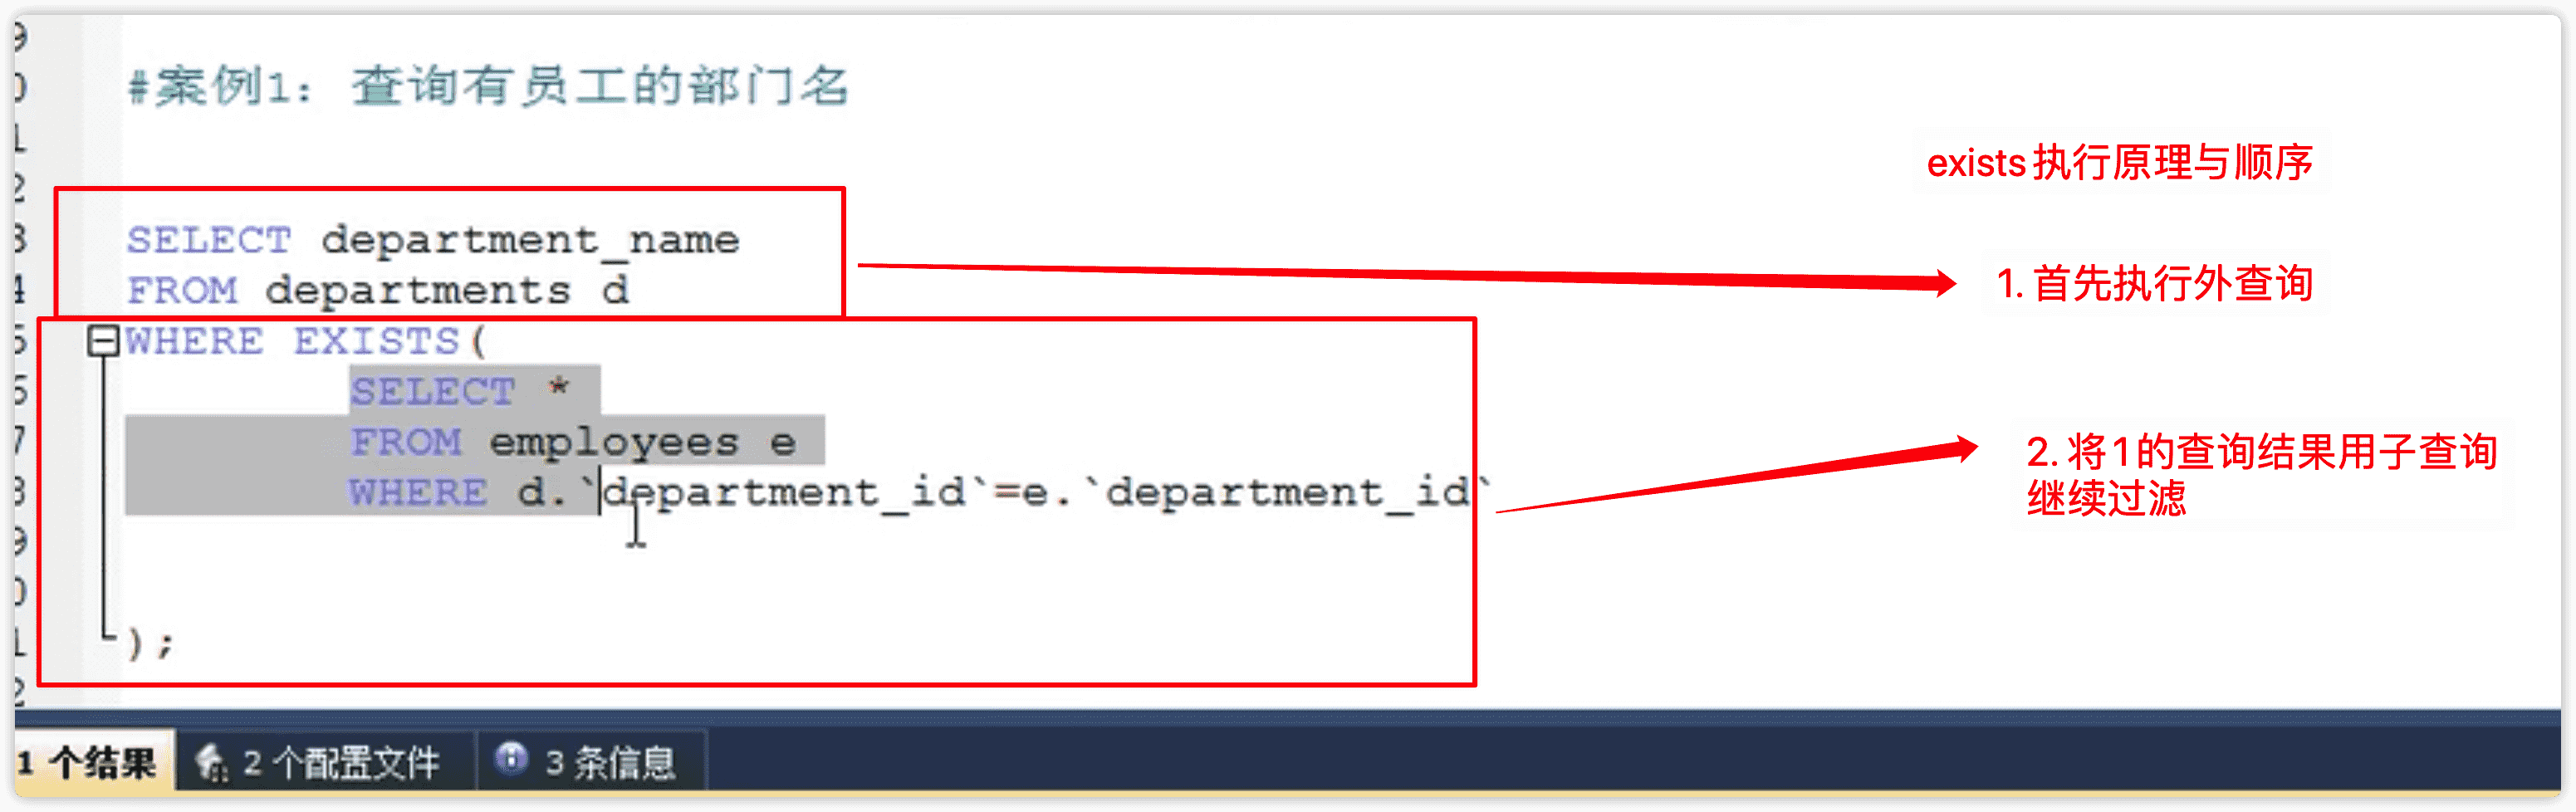 #案例1：查询有员工的部门名
exists执行原理与顺序
SELECT department_name
FROM departments d
1. 首先执行外查询
WHERE EXISTS(
SELECT *
FROM employees e
WHERE d.`department_id`=e.`department_id`
2. 将1的查询结果用子查询
继续过滤
);
1 个结果 2 个配置文件 3 条信息